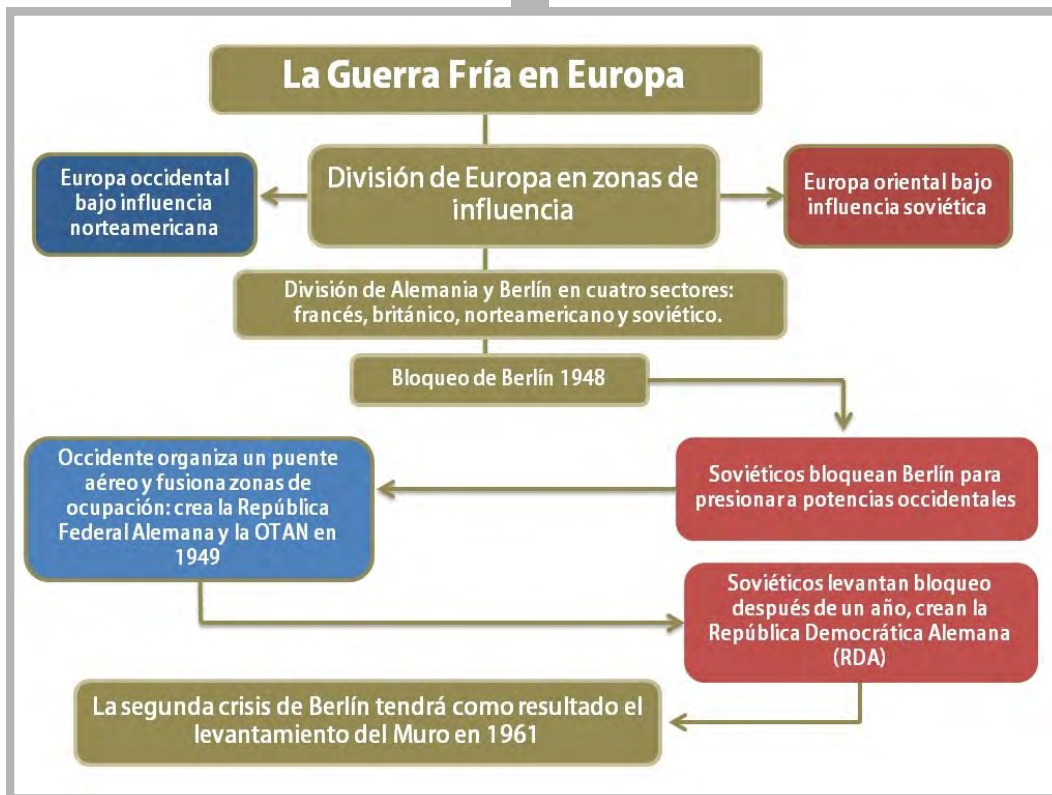 La Guerra Fría en Europa
Europa occidental
bajo influencia
norteamericana
División de Europa en zonas de
influencia
Europa oriental bajo
influencia soviética
División de Alemania y Berlín en cuatro sectores:
francés, británico, norteamericano y soviético.
Bloqueo de Berlín 1948
Occidente organiza un puente
aéreo y fusiona zonas de
ocupación: crea la República
Federal Alemana y la OTAN en
1949
Soviéticos bloquean Berlín para
presionar a potencias occidentales
Soviéticos levantan bloqueo
después de un año, crean la
República Democrática Alemana
(RDA)
La segunda crisis de Berlín tendrá como resultado el
levantamiento del Muro en 1961